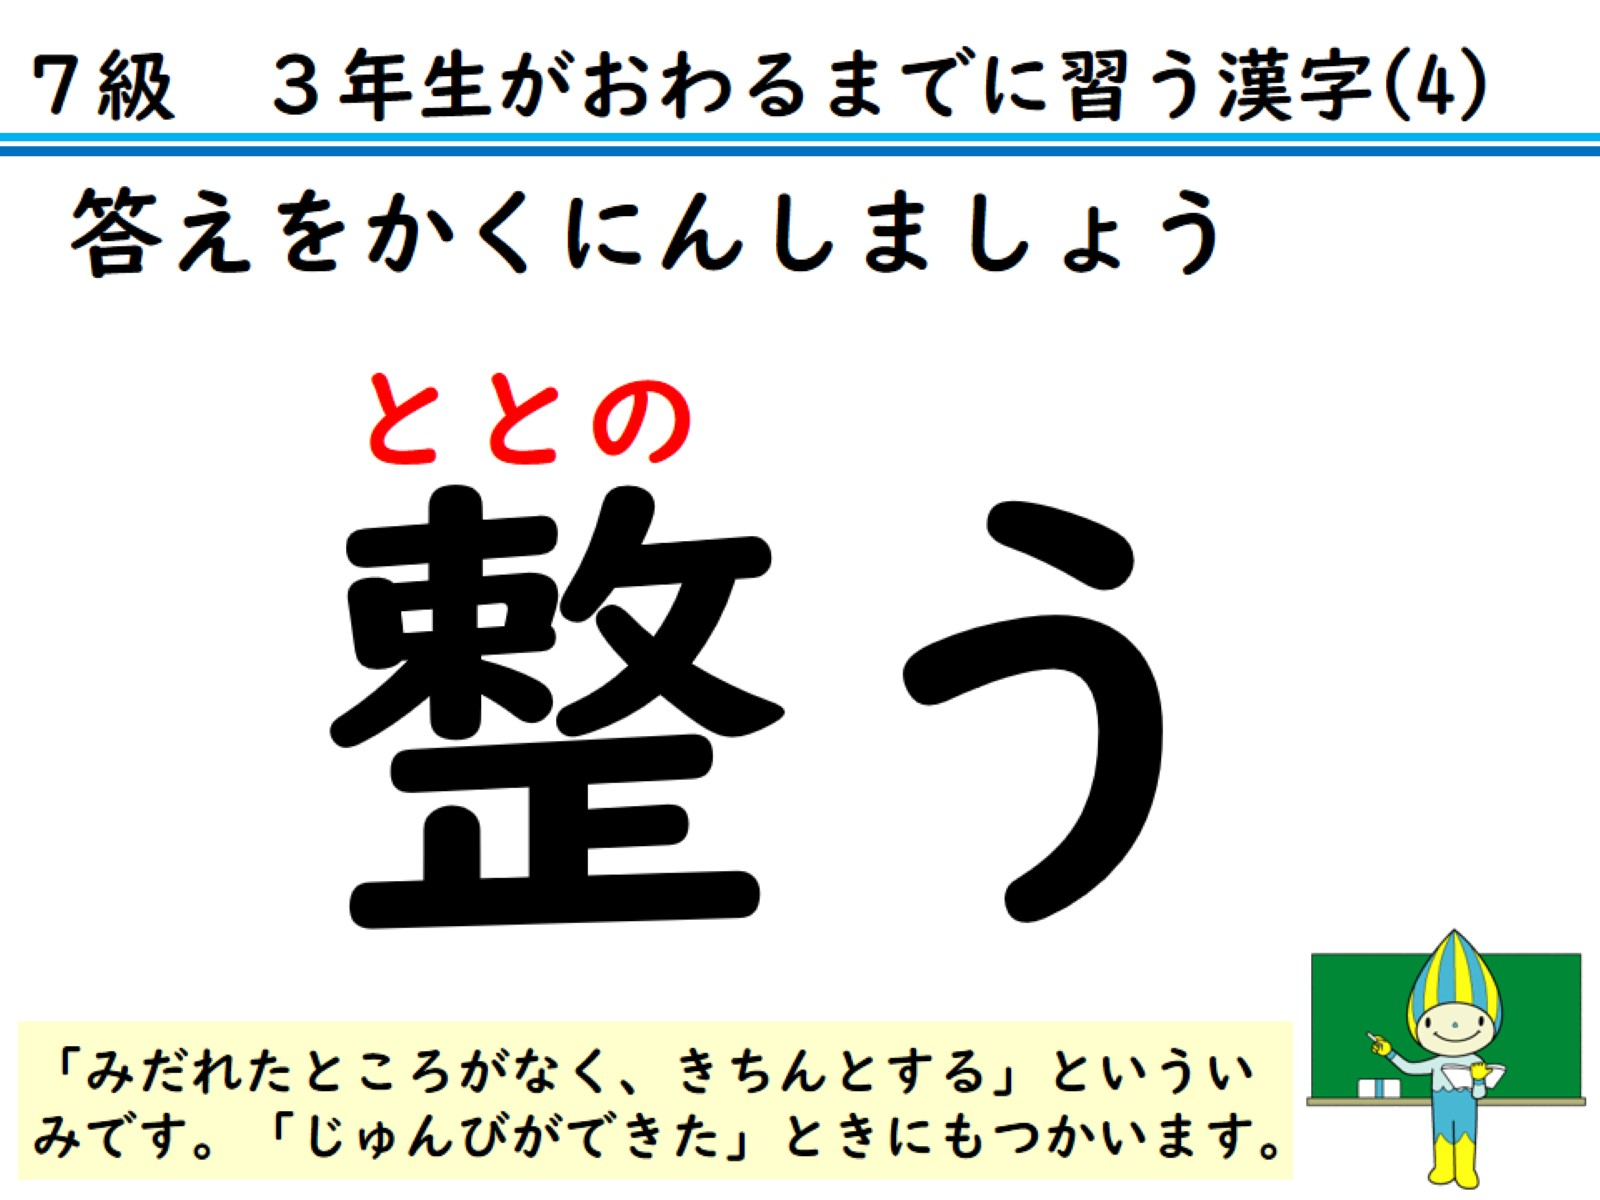 ７級　３年生がおわるまでに習う漢字(4)
答えをかくにんしましょう
ととの
整う
「みだれたところがなく、きちんとする」というい
みです。「じゅんびができた」ときにもつかいます。